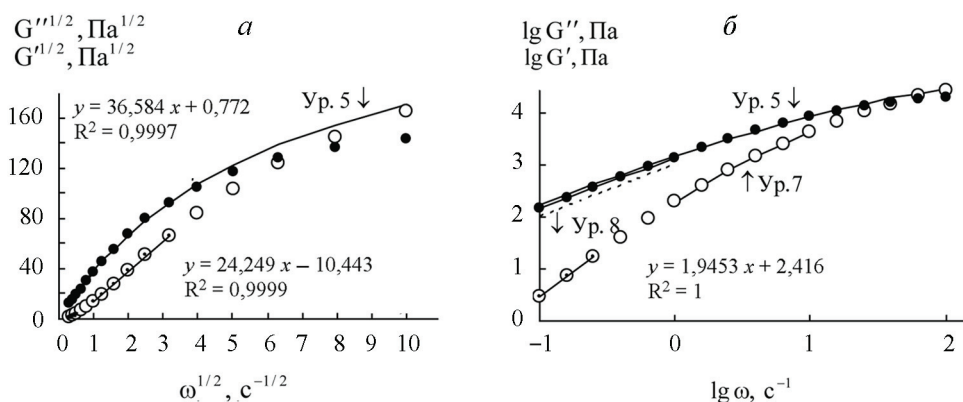 G''^1/2, Па^1/2
G'^1/2, Па^1/2
а
160
120
80
40
0
y = 36,584 x + 0,772
R² = 0,9997
Ур. 5 ↓
y = 24,249 x – 10,443
R² = 0,9999
0 1 2 3 4 5 6 7 8 9 10
ω^1/2, с^–1/2
lg G'', Па
lg G', Па
б
4
3
2
1
0
Ур. 5 ↓
↑ Ур.7
↓ Ур. 8
y = 1,9453 x + 2,416
R² = 1
–1 0 1 2
lg ω, с^–1